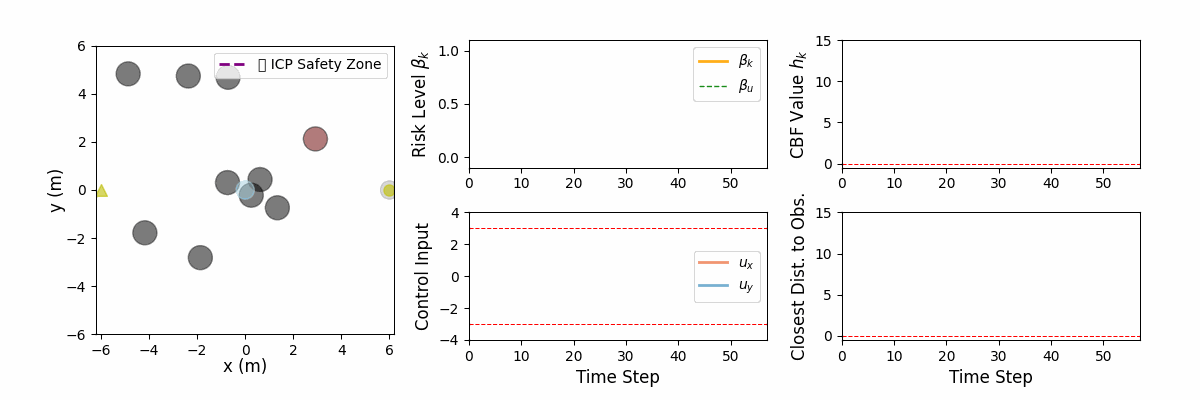 6
4
2
0
−2
−4
−6
y (m)
−6 −4 −2 0 2 4 6
x (m)
ICP Safety Zone
Risk Level βk
1.0
0.5
0.0
0 10 20 30 40 50
βk
βu
Control Input
4
2
0
−2
−4
0 10 20 30 40 50
Time Step
ux
uy
CBF Value hk
15
10
5
0
0 10 20 30 40 50
Closest Dist. to Obs.
15
10
5
0
0 10 20 30 40 50
Time Step